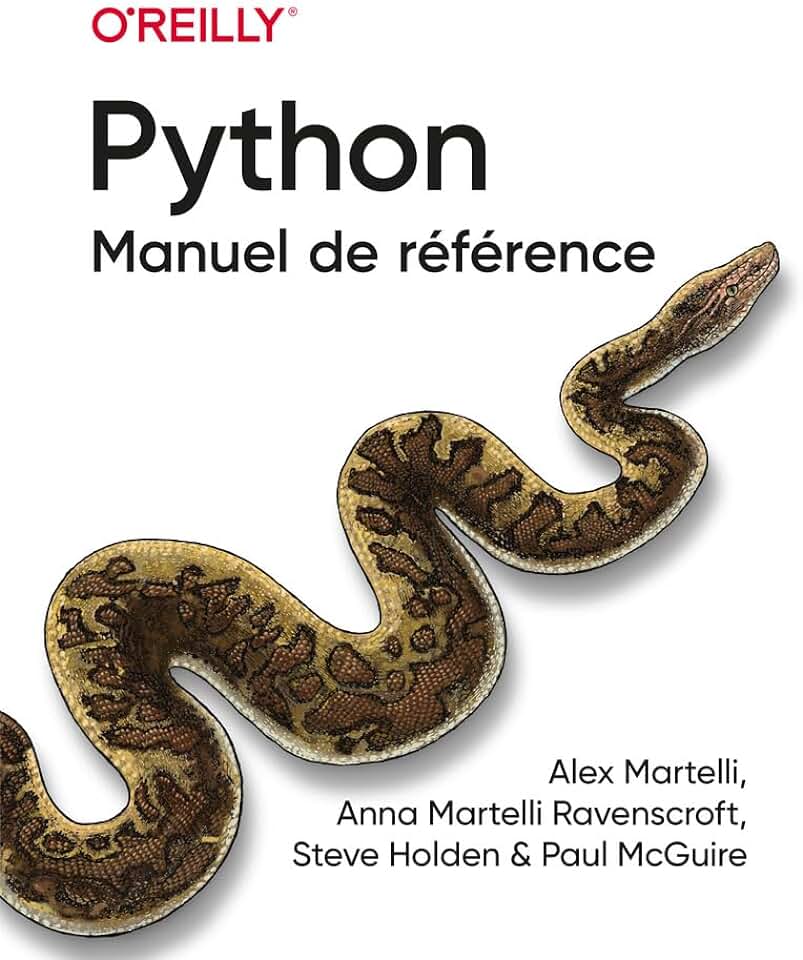 O'REILLY®
Python
Manuel de référence
Alex Martelli,
Anna Martelli Ravenscroft,
Steve Holden & Paul McGuire